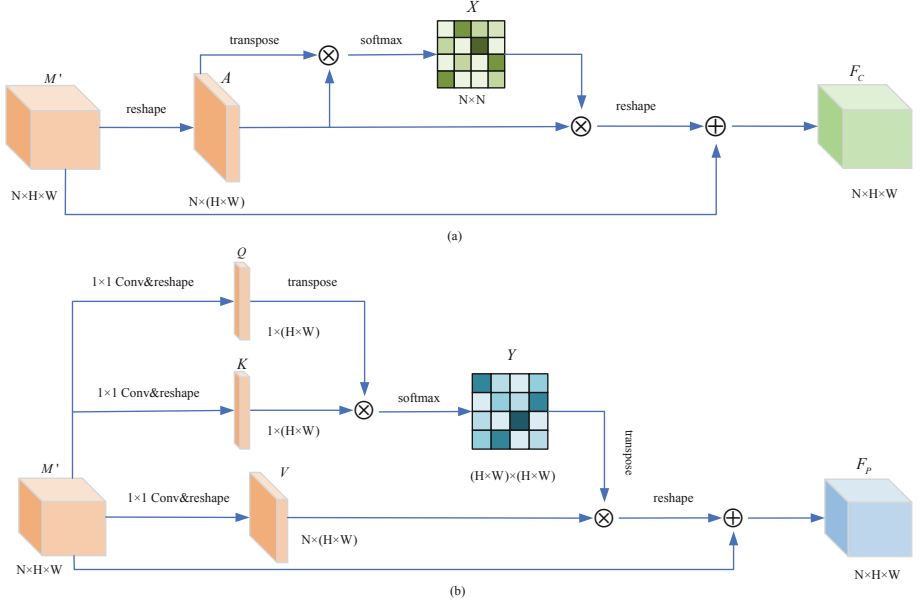 X
transpose
softmax
M'
A
F_C
reshape
N×N
reshape
N×H×W
N×(H×W)
N×H×W
(a)
Q
1×1 Conv&reshape
transpose
1×(H×W)
K
Y
1×1 Conv&reshape
softmax
1×(H×W)
transpose
M'
V
(H×W)×(H×W)
F_P
1×1 Conv&reshape
reshape
N×(H×W)
N×H×W
N×H×W
(b)